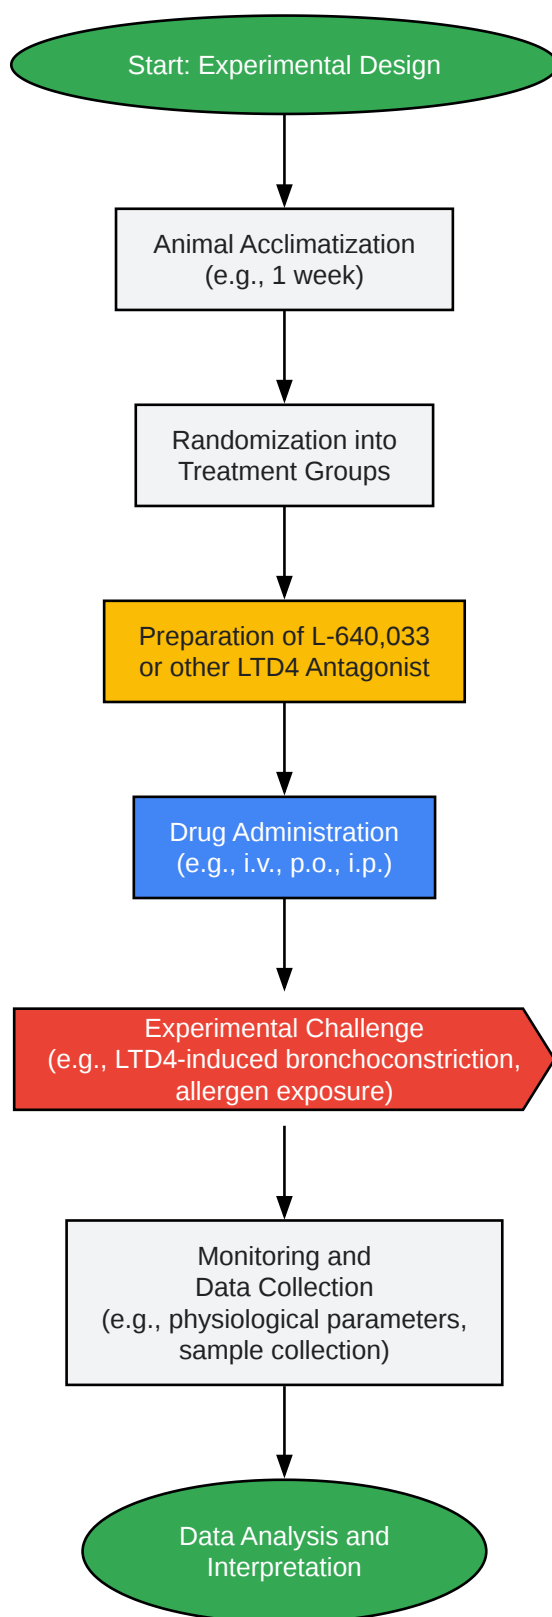 Start: Experimental Design
Animal Acclimatization
(e.g., 1 week)
Randomization into
Treatment Groups
Preparation of L-640,033
or other LTD4 Antagonist
Drug Administration
(e.g., i.v., p.o., i.p.)
Experimental Challenge
(e.g., LTD4-induced bronchoconstriction,
allergen exposure)
Monitoring and
Data Collection
(e.g., physiological parameters,
sample collection)
Data Analysis and
Interpretation